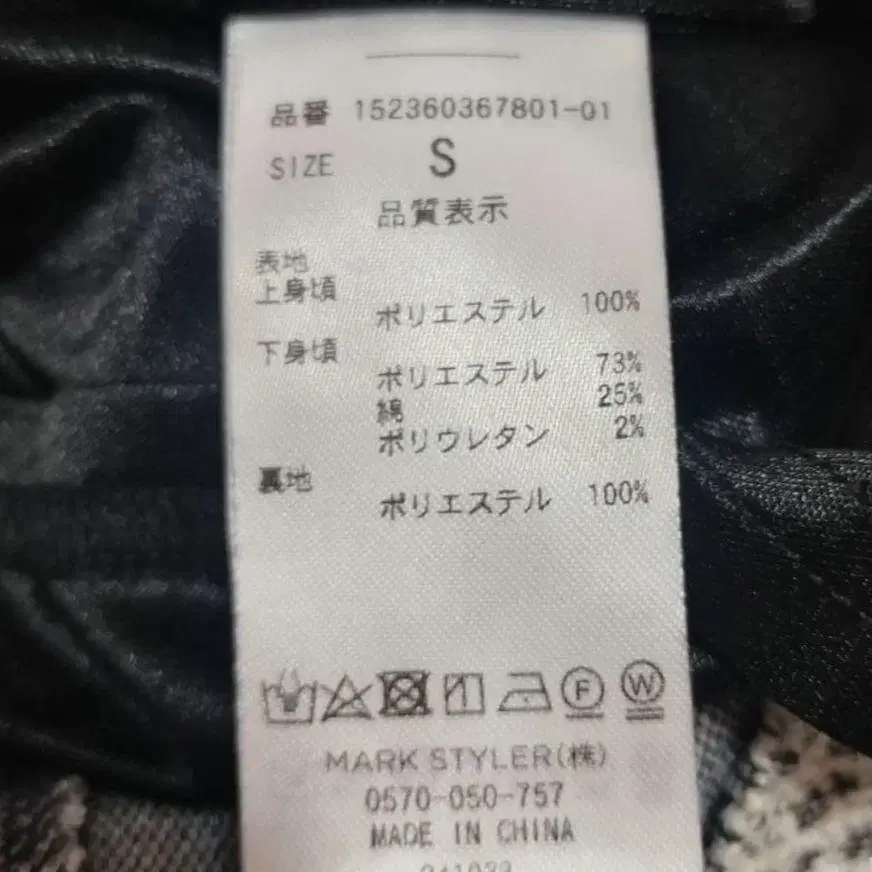 品番 152360367801-01
SIZE S
品質表示
表地
上身頃
ポリエステル 100%
下身頃
ポリエステル 73%
綿 25%
ポリウレタン 2%
裏地
ポリエステル 100%
F W
MARK STYLER(株)
0570-050-757
MADE IN CHINA